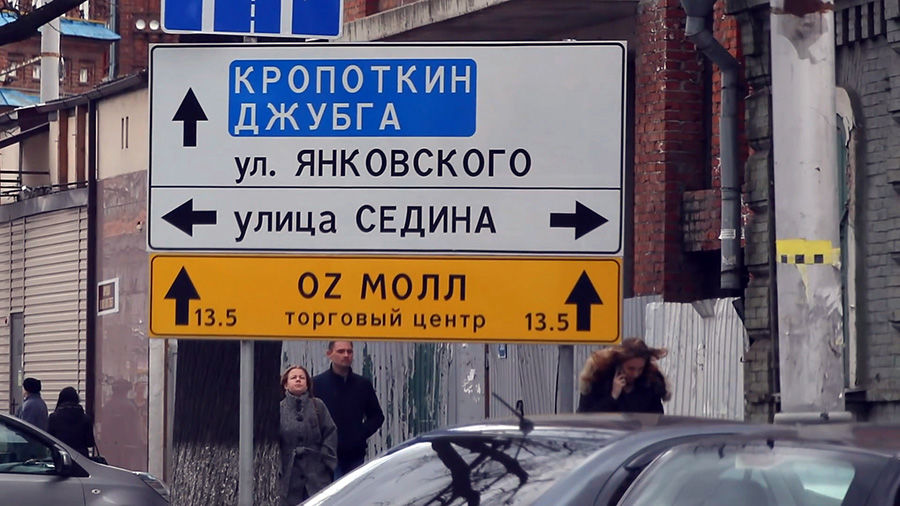 КРОПОТКИН
ДЖУБГА
ул. ЯНКОВСКОГО
улица СЕДИНА
OZ МОЛЛ
13.5 торговый центр 13.5